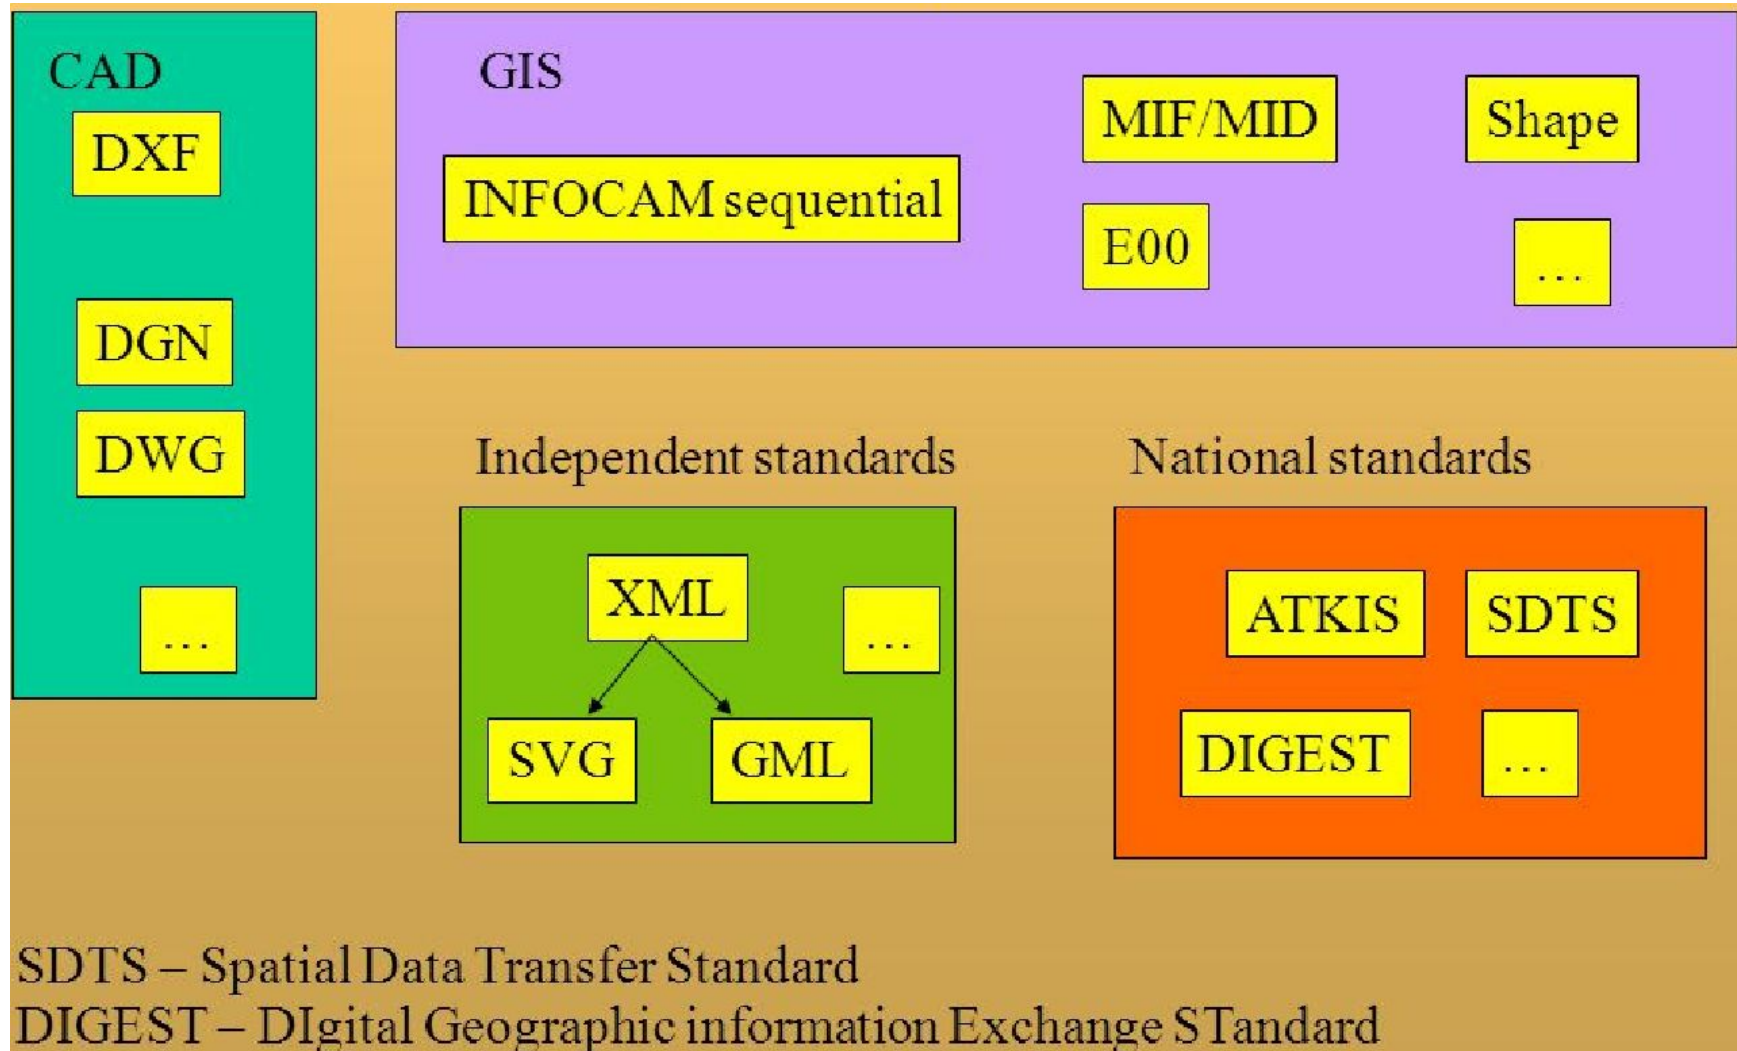 CAD
DXF
DGN
DWG
...
GIS
INFOCAM sequential
MIF/MID
Shape
E00
...
Independent standards
XML
...
SVG
GML
National standards
ATKIS
SDTS
DIGEST
...
SDTS – Spatial Data Transfer Standard
DIGEST – DIgital Geographic information Exchange STandard